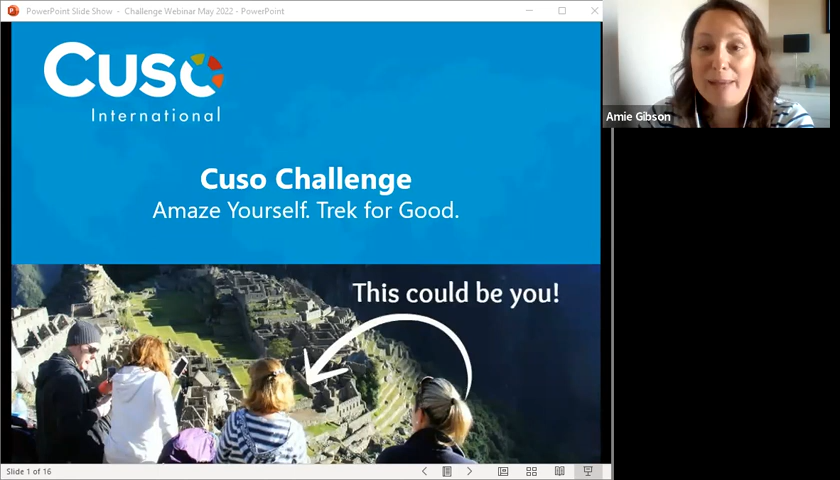 PowerPoint Slide Show - Challenge Webinar May 2022 - PowerPoint
Cuso
International
Amie Gibson
Cuso Challenge
Amaze Yourself. Trek for Good.
This could be you!
Slide 1 of 16